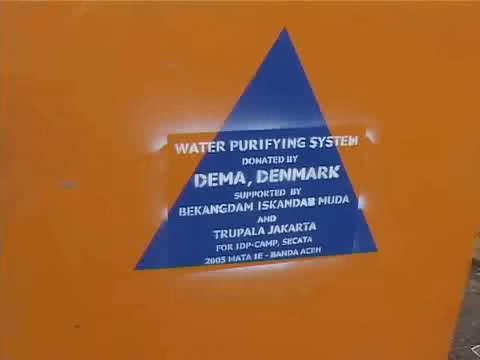 WATER PURIFYING SYSTEM
DONATED BY
DEMA, DENMARK
SUPPORTED BY
BEKANGDAM ISKANDAB MUDA
AND
TRUPALA JAKARTA
FOR IDP-CAMP, SECATA
2005 MATA IE - BANDA ACEH